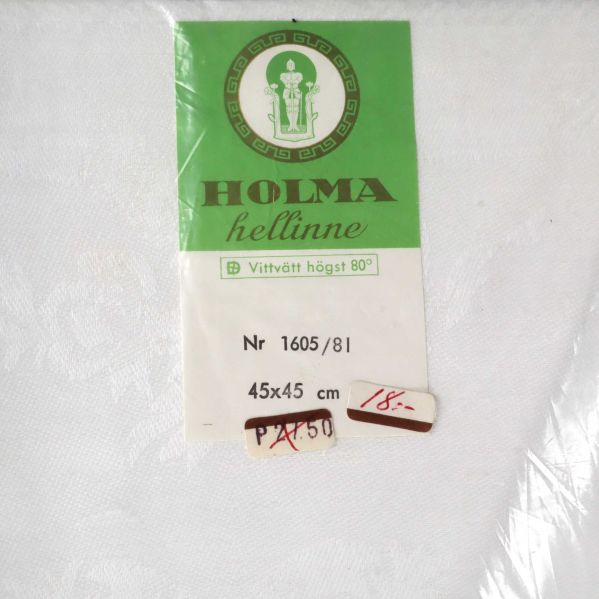 HOLMA
hellinne
Vittvätt högst 80°
Nr 1605/81
45x45 cm
18:-
P 21.50